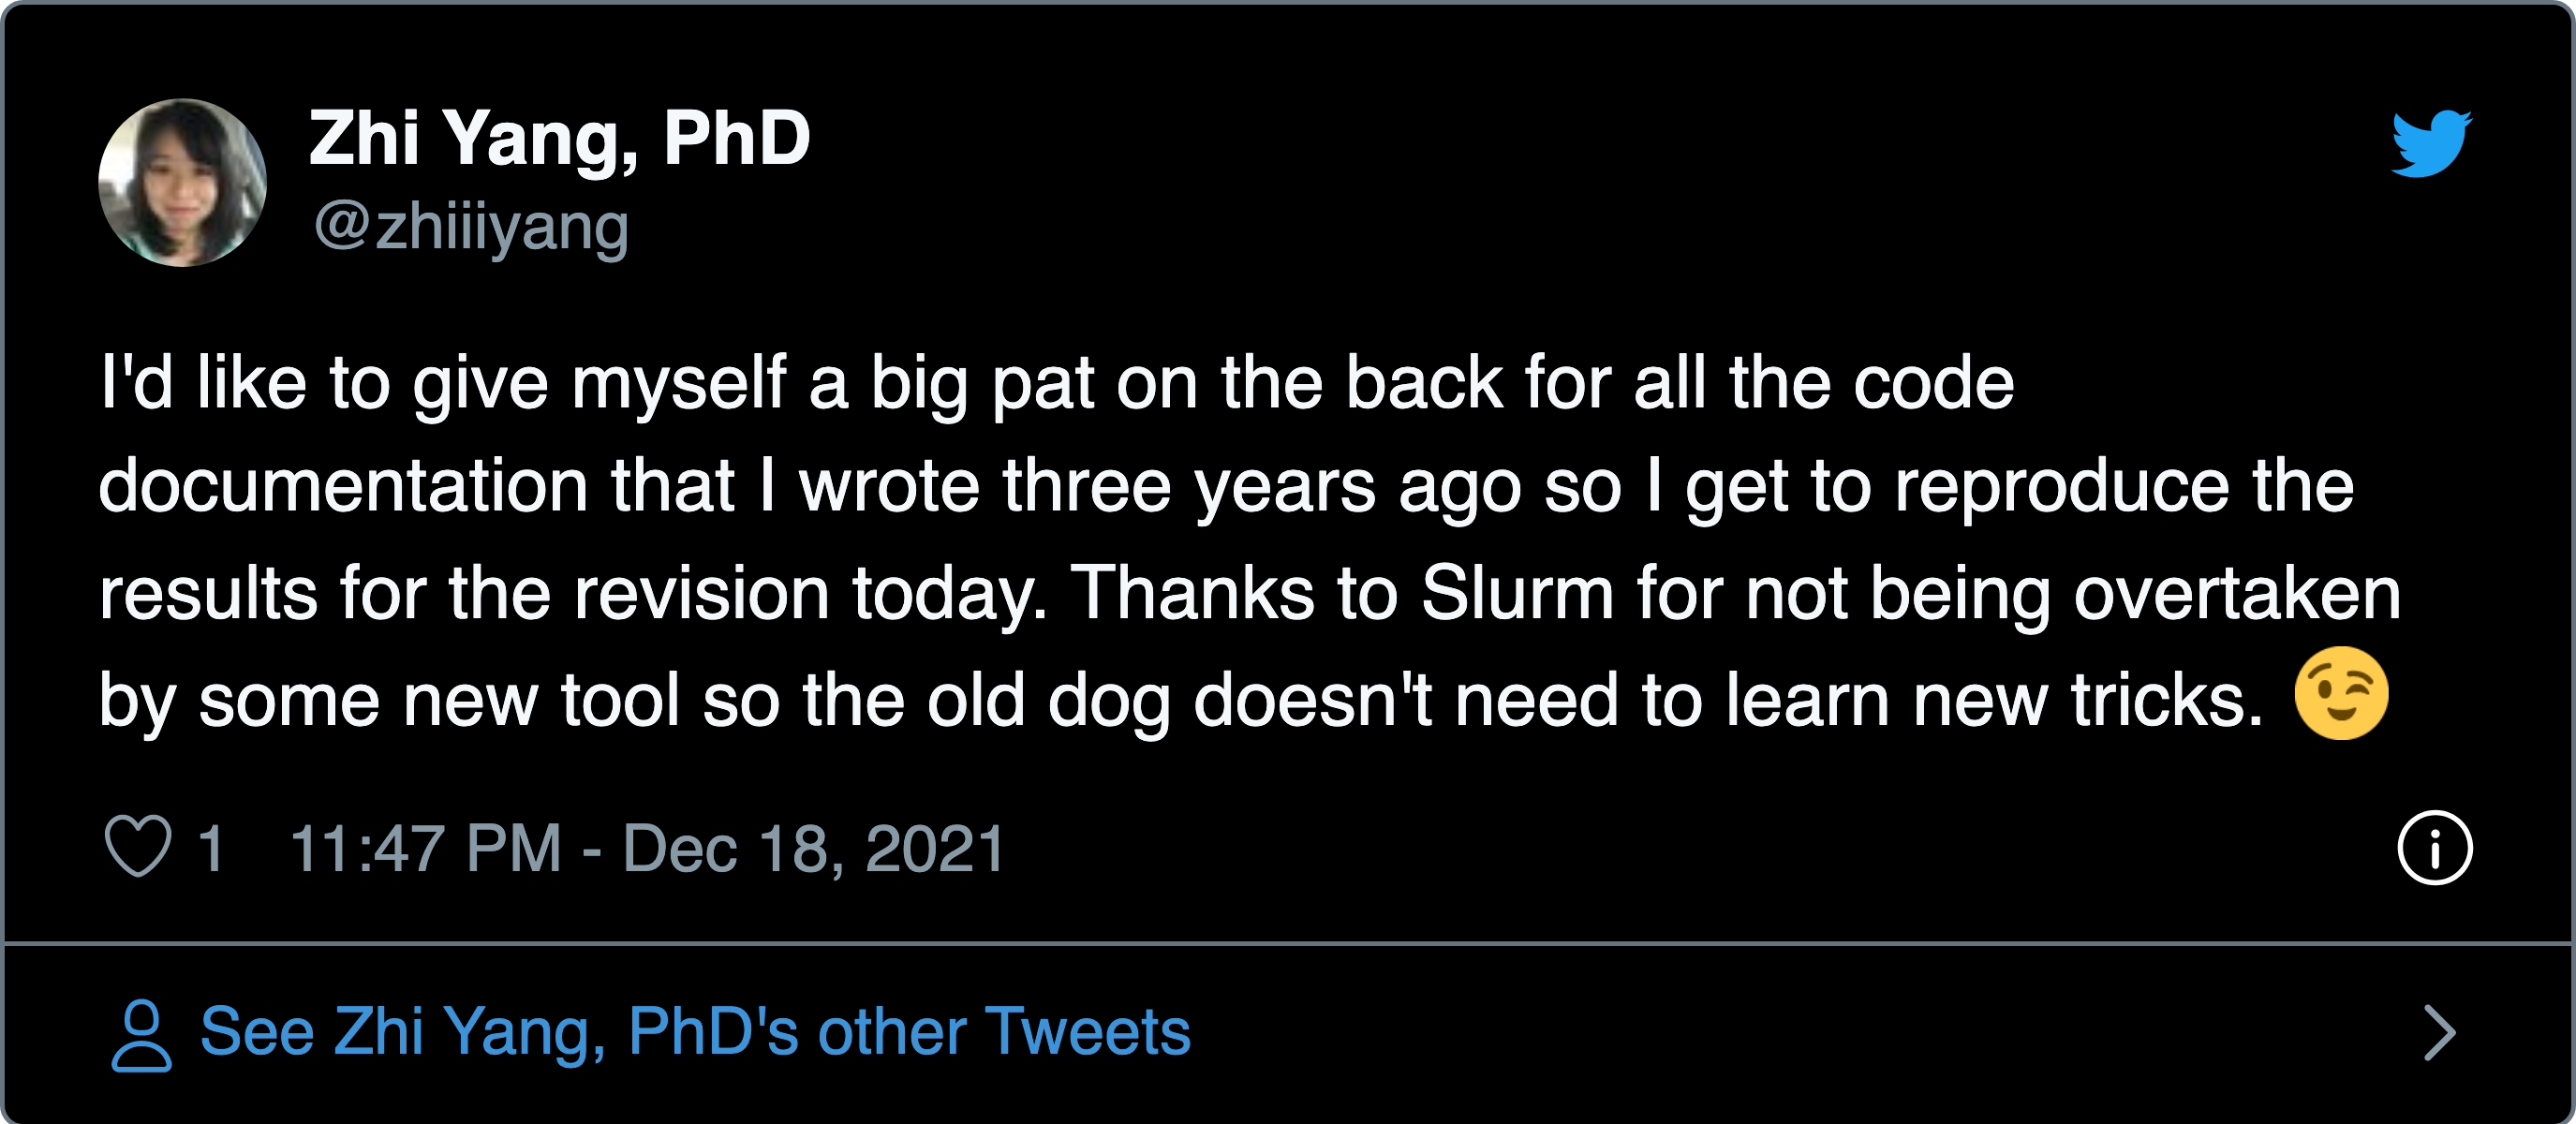 Zhi Yang, PhD
@zhiiiyang
I'd like to give myself a big pat on the back for all the code
documentation that I wrote three years ago so I get to reproduce the
results for the revision today. Thanks to Slurm for not being overtaken
by some new tool so the old dog doesn't need to learn new tricks. 😉
1 11:47 PM - Dec 18, 2021
See Zhi Yang, PhD's other Tweets